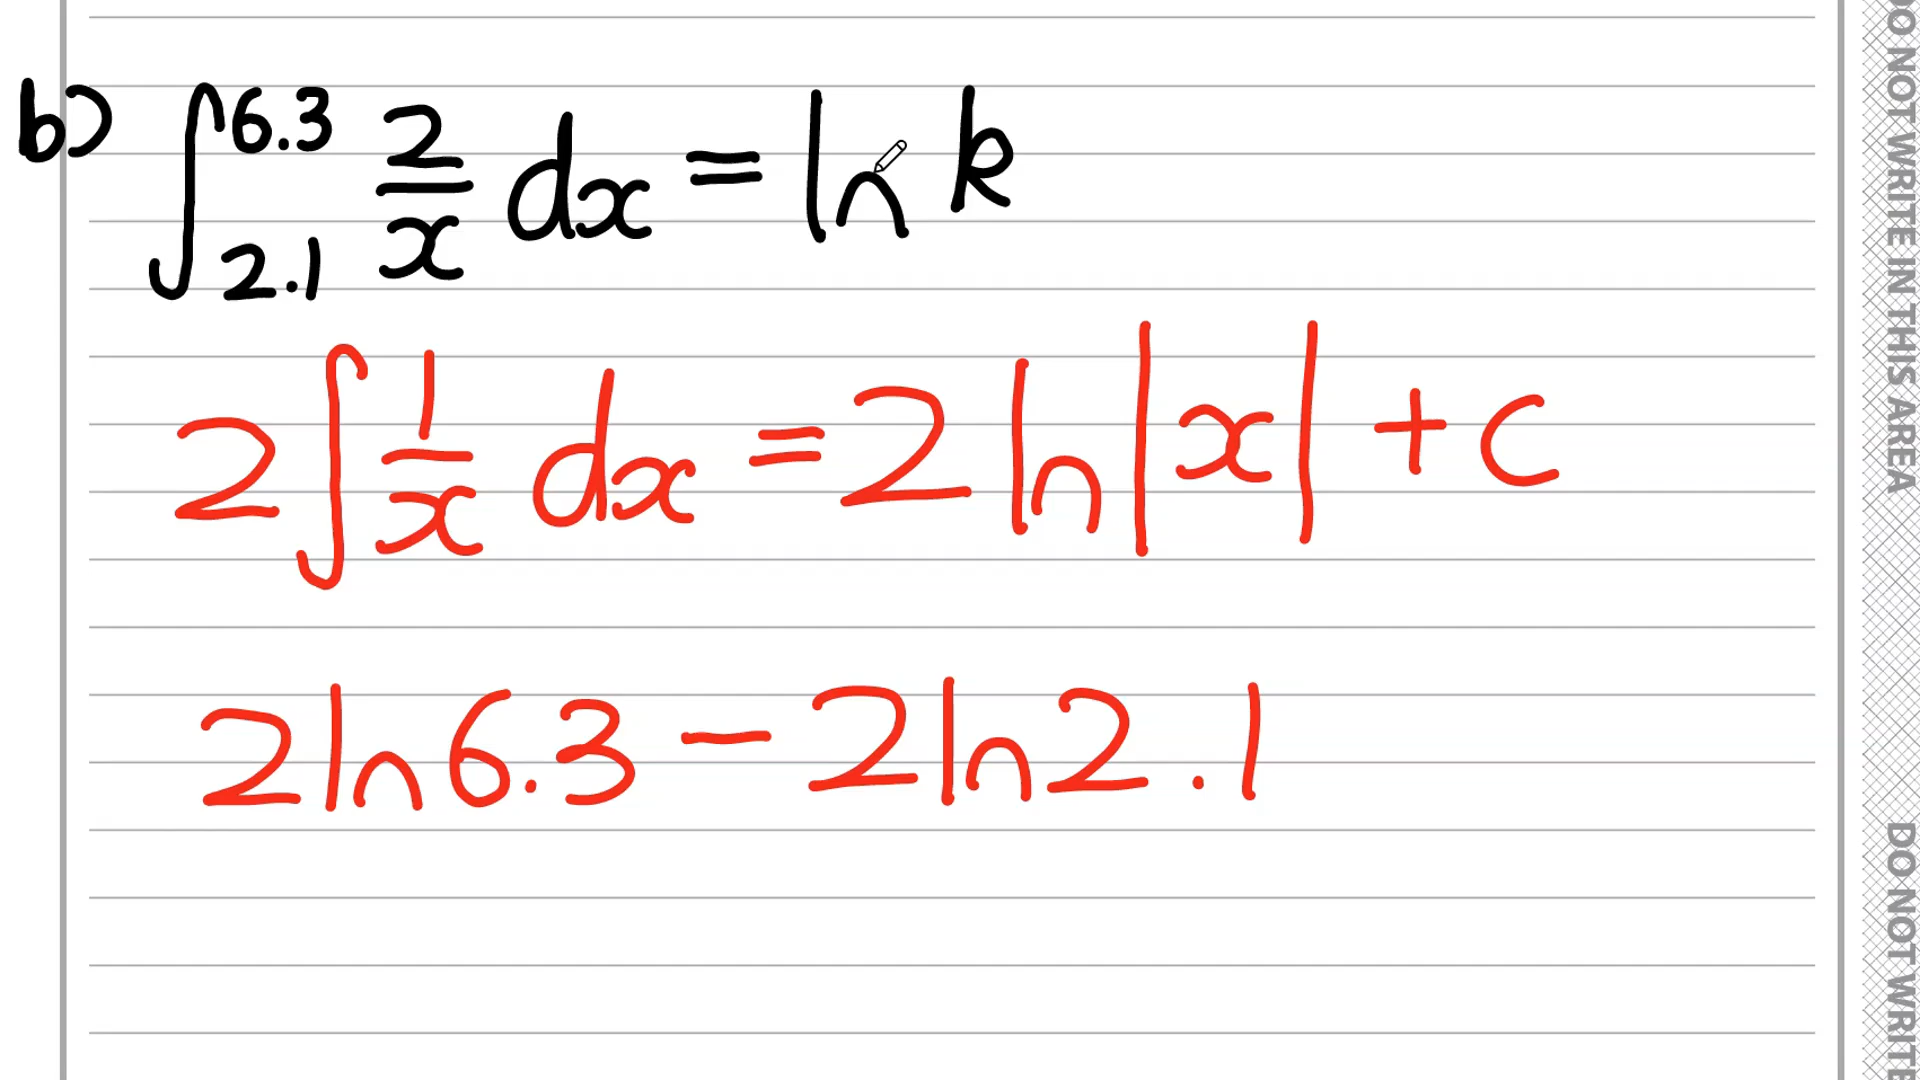 b) ∫_{2.1}^{6.3} 2/x dx = ln k
2∫ 1/x dx = 2 ln|x| + c
2ln6.3 − 2ln2.1
DO NOT WRITE IN THIS AREA
DO NOT WRITE